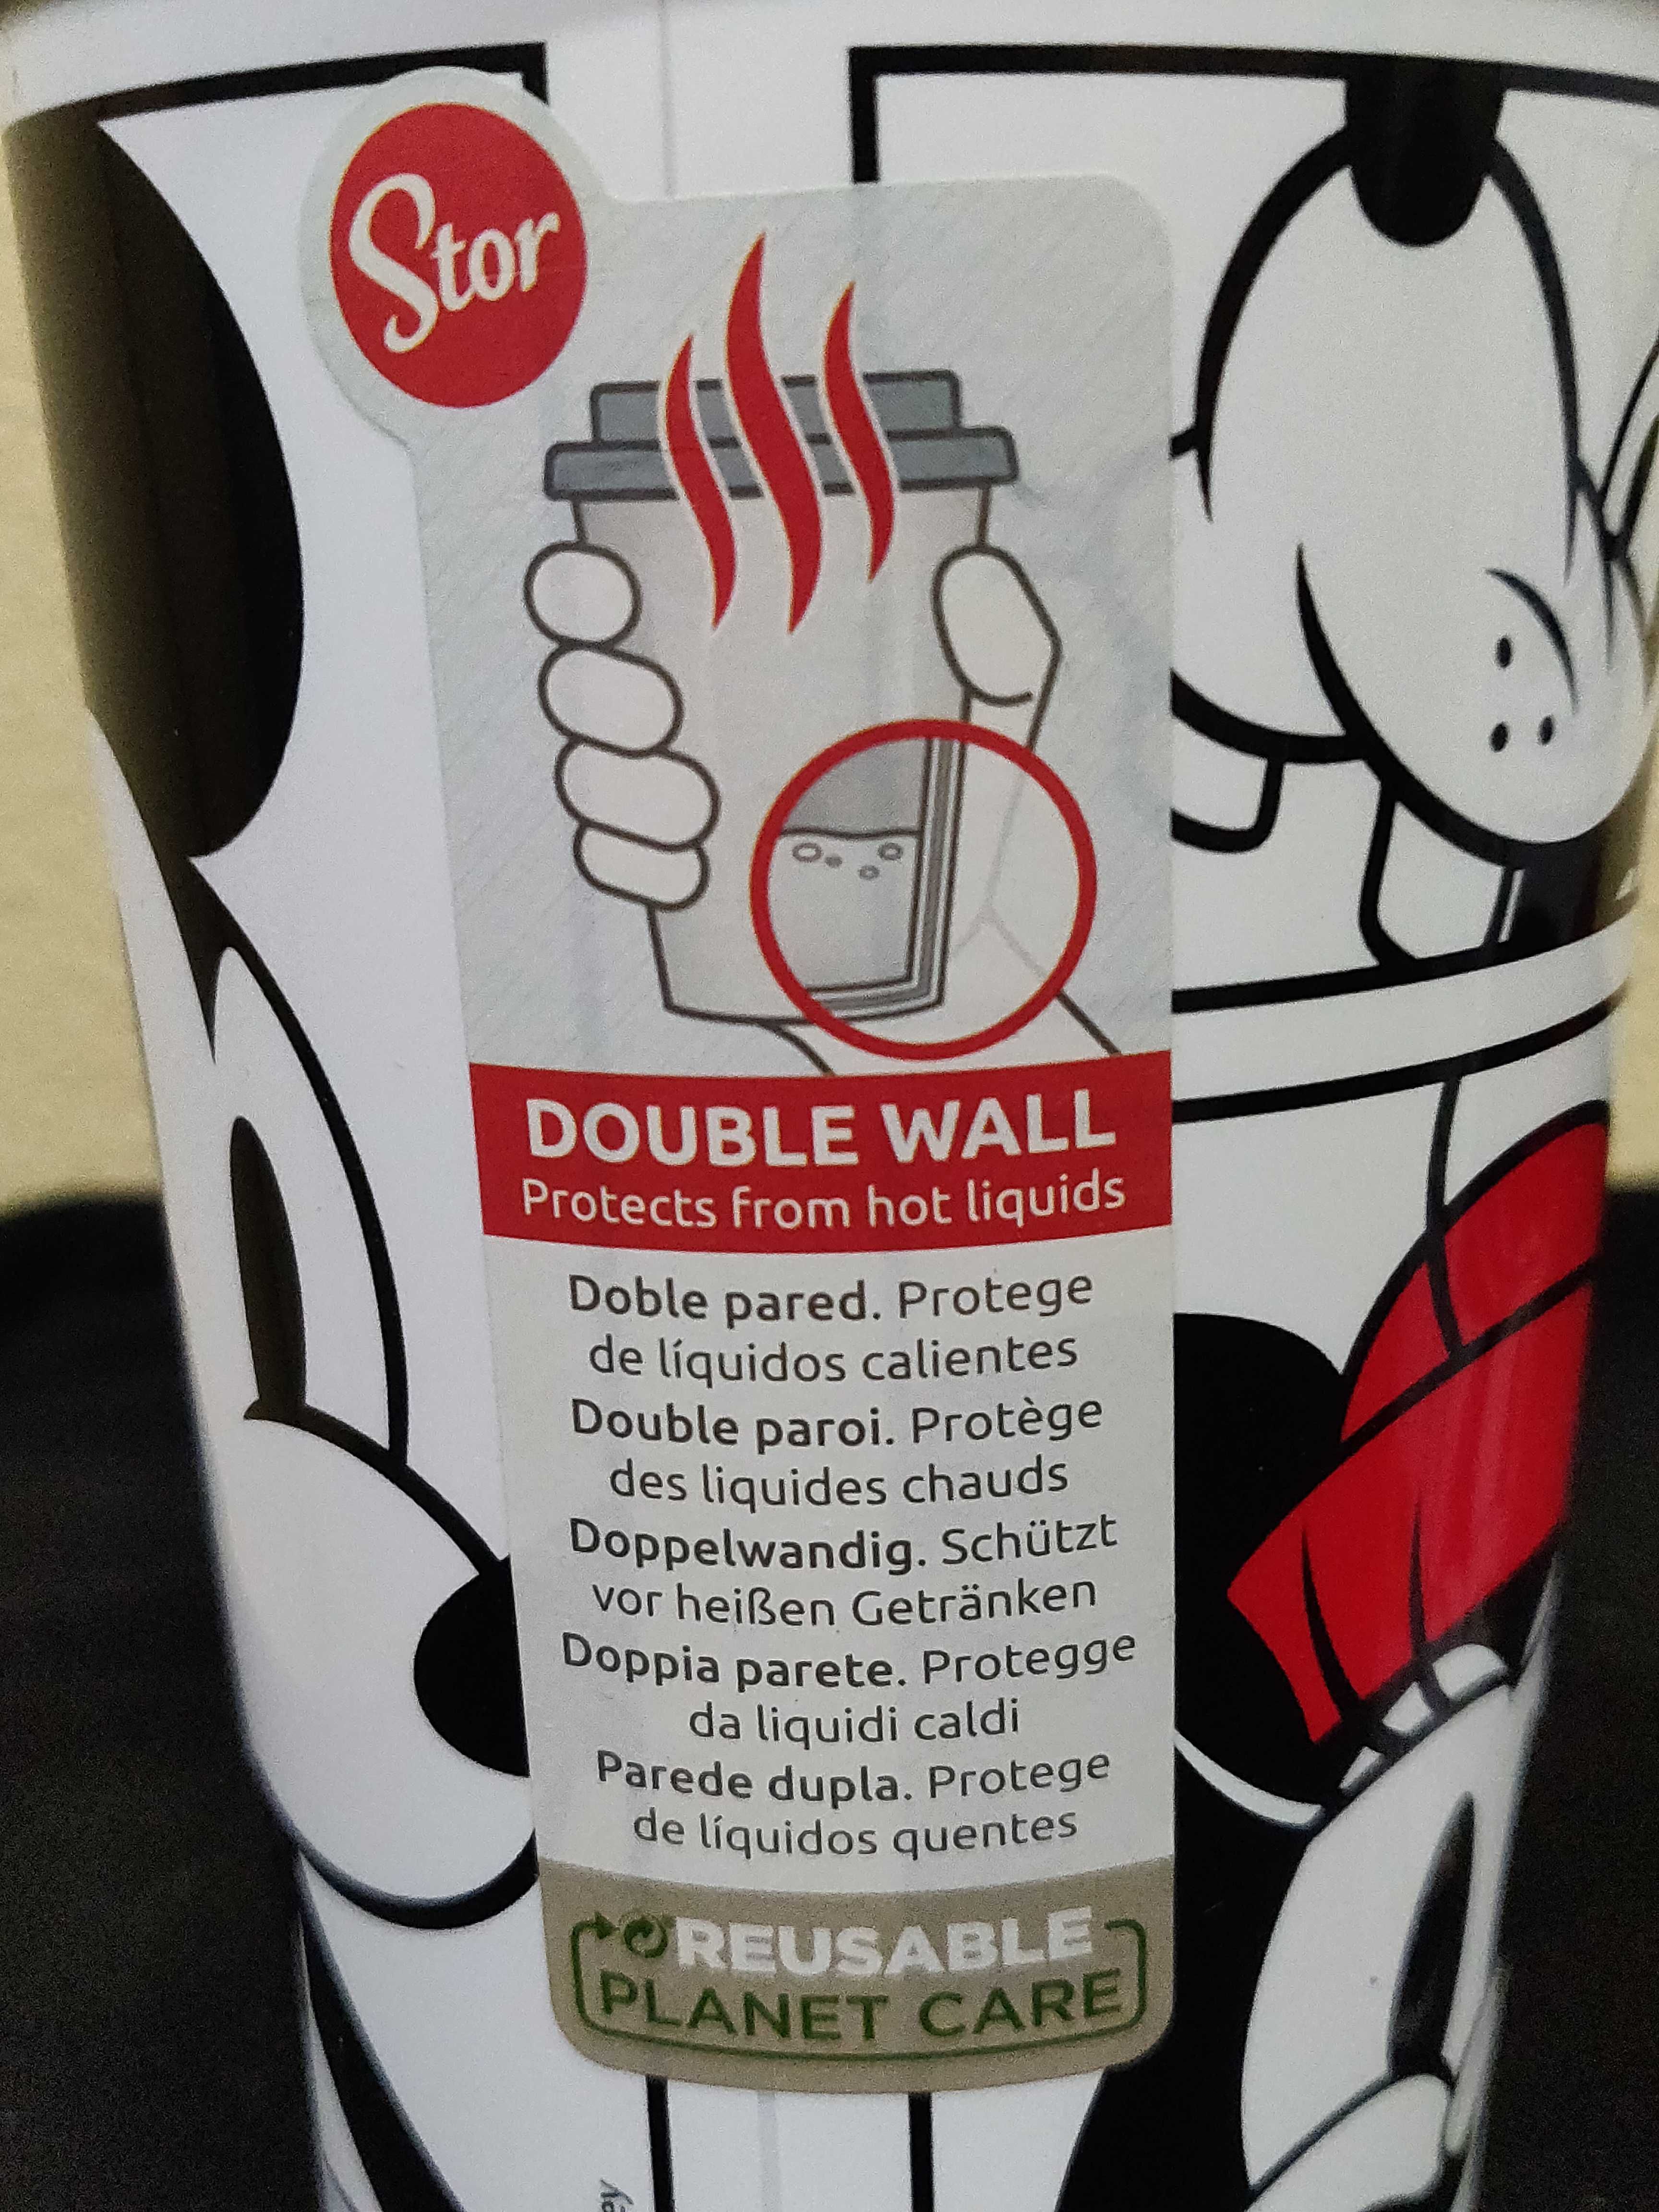 Stor
DOUBLE WALL
Protects from hot liquids
Doble pared. Protege
de líquidos calientes
Double paroi. Protège
des liquides chauds
Doppelwandig. Schützt
vor heißen Getränken
Doppia parete. Protegge
da liquidi caldi
Parede dupla. Protege
de líquidos quentes
REUSABLE
PLANET CARE